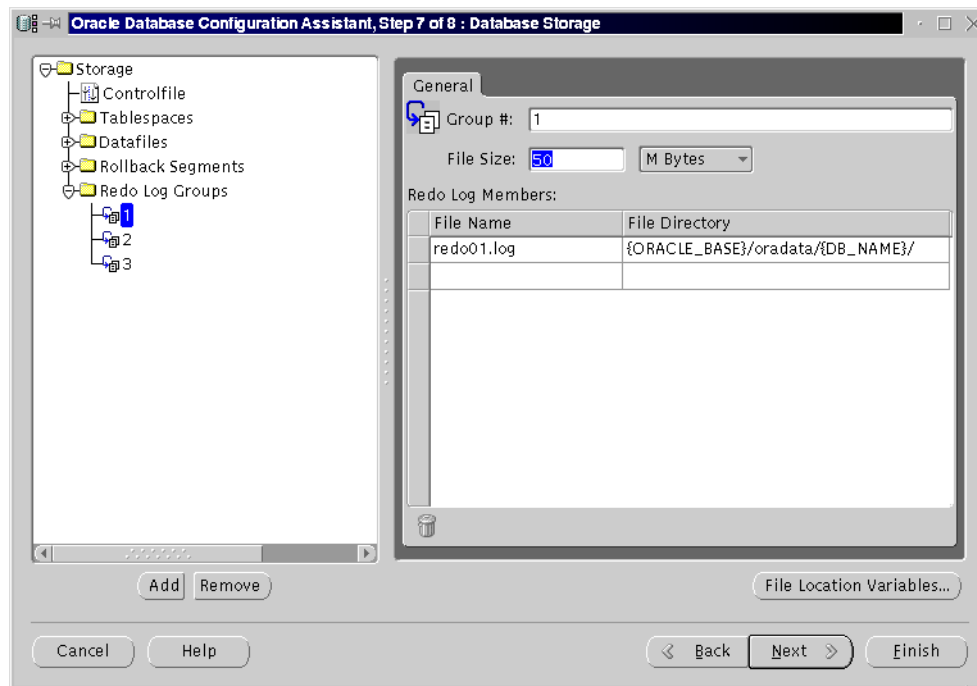 Oracle Database Configuration Assistant, Step 7 of 8 : Database Storage
Storage
Controlfile
Tablespaces
Datafiles
Rollback Segments
Redo Log Groups
1
2
3
General
Group #: 1
File Size: 50 M Bytes
Redo Log Members:
File Name File Directory
redo01.log {ORACLE_BASE}/oradata/{DB_NAME}/
Add Remove
File Location Variables...
Cancel Help Back Next Finish